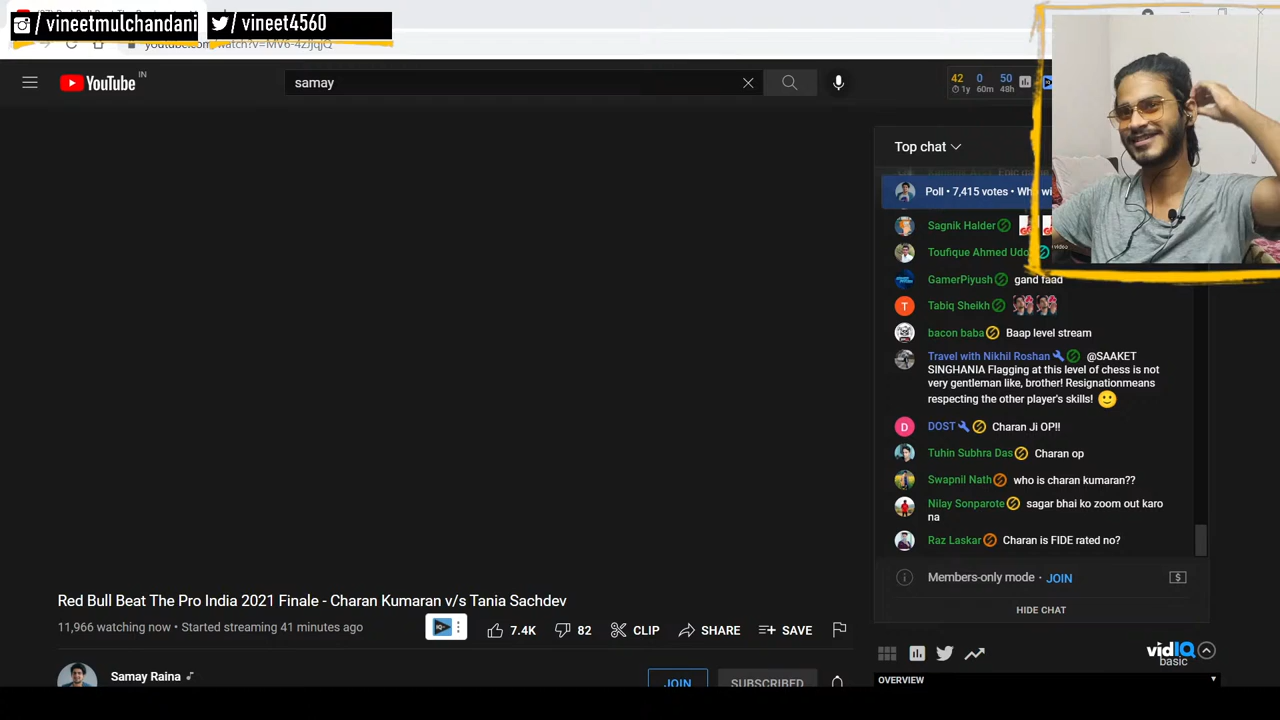 / vineetmulchandani
/ vineet4560
youtube.com/watch?v=MV6-4zJjqjQ
YouTube IN
samay
42 0 50
1y 60m 48h
Top chat
Poll • 7,415 votes •
Sagnik Halder
Toufique Ahmed Udd
GamerPiyush gand faad
Tabiq Sheikh
bacon baba Baap level stream
Travel with Nikhil Roshan @SAAKET
SINGHANIA Flagging at this level of chess is not
very gentleman like, brother! Resignationmeans
respecting the other player's skills!
D DOST Charan Ji OP!!
Tuhin Subhra Das Charan op
Swapnil Nath who is charan kumaran??
Nilay Sonparote sagar bhai ko zoom out karo
na
Raz Laskar Charan is FIDE rated no?
Members-only mode • JOIN
HIDE CHAT
Red Bull Beat The Pro India 2021 Finale - Charan Kumaran v/s Tania Sachdev
11,966 watching now • Started streaming 41 minutes ago
7.4K 82 CLIP SHARE SAVE
vidIQ
basic
Samay Raina
JOIN SUBSCRIBED
OVERVIEW